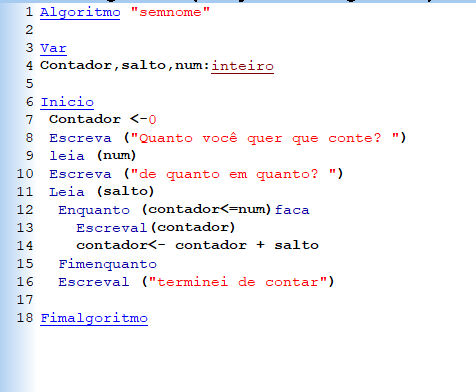 1 Algoritmo "semnome"
2
3 Var
4 Contador,salto,num:inteiro
5
6 Inicio
7 Contador <-0
8 Escreva ("Quanto você quer que conte? ")
9 leia (num)
10 Escreva ("de quanto em quanto? ")
11 Leia (salto)
12 Enquanto (contador<=num)faca
13 Escreval(contador)
14 contador<- contador + salto
15 Fimenquanto
16 Escreval ("terminei de contar")
17
18 Fimalgoritmo